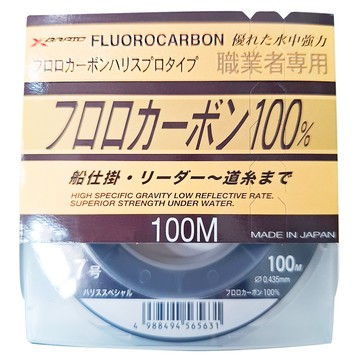 FLUOROCARBON 優れた水中強力
フロロカーボンハリスプロタイプ 職業者専用
フロロカーボン100%
船仕掛・リーダー〜道糸まで
HIGH SPECIFIC GRAVITY LOW REFLECTIVE RATE.
SUPERIOR STRENGTH UNDER WATER.
100M
MADE IN JAPAN
7号 100M
Ø0.435mm
ハリススペシャル フロロカーボン100%
4 988494 565631